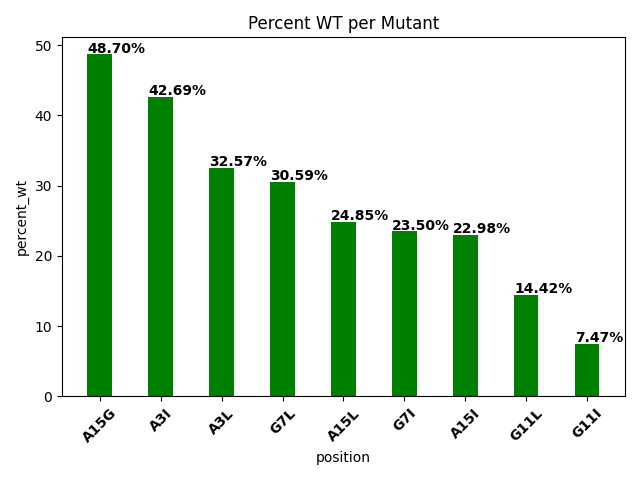 Percent WT per Mutant
percent_wt
50
40
30
20
10
0
48.70%
42.69%
32.57%
30.59%
24.85%
23.50%
22.98%
14.42%
7.47%
A15G
A3I
A3L
G7L
A15L
G7I
A15I
G11L
G11I
position